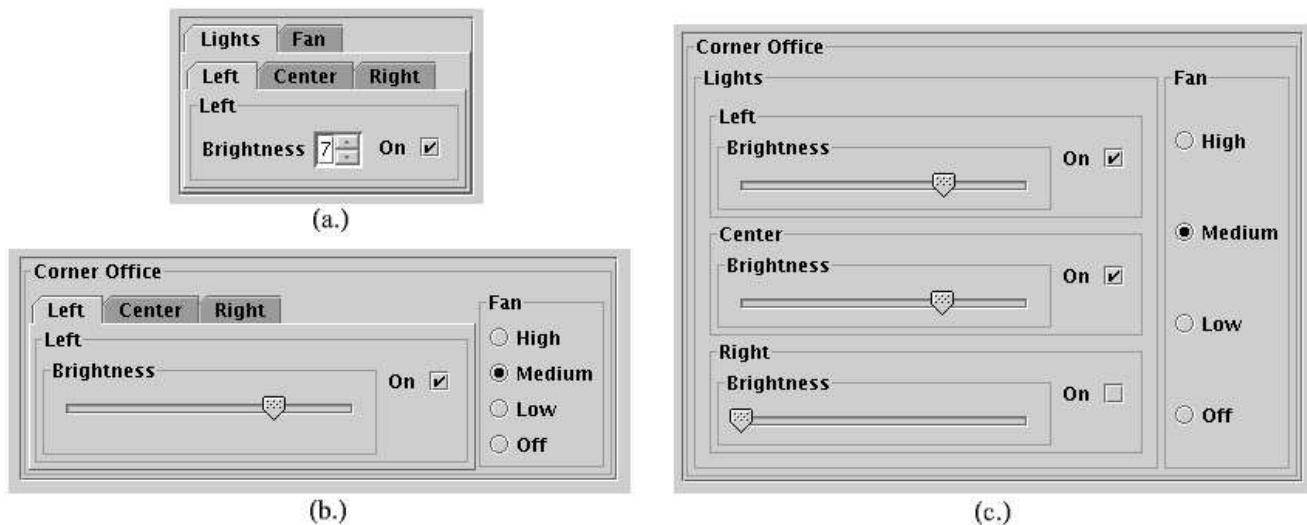 Lights Fan
Left Center Right
Left
Brightness 7 On
(a.)
Corner Office
Left Center Right
Left
Brightness
On
Fan
High
Medium
Low
Off
(b.)
Corner Office
Lights
Left
Brightness
On
Center
Brightness
On
Right
Brightness
On
Fan
High
Medium
Low
Off
(c.)